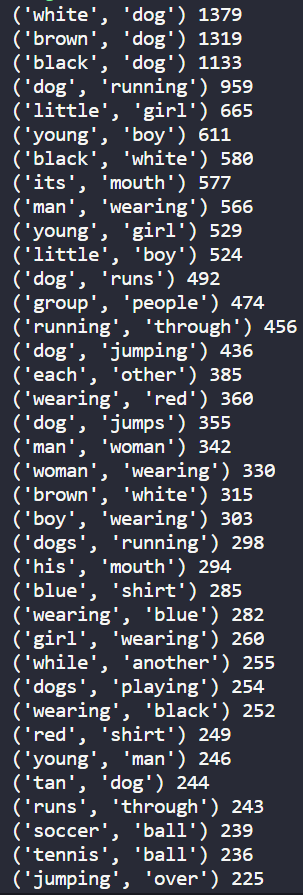 ('white', 'dog') 1379
('brown', 'dog') 1319
('black', 'dog') 1133
('dog', 'running') 959
('little', 'girl') 665
('young', 'boy') 611
('black', 'white') 580
('its', 'mouth') 577
('man', 'wearing') 566
('young', 'girl') 529
('little', 'boy') 524
('dog', 'runs') 492
('group', 'people') 474
('running', 'through') 456
('dog', 'jumping') 436
('each', 'other') 385
('wearing', 'red') 360
('dog', 'jumps') 355
('man', 'woman') 342
('woman', 'wearing') 330
('brown', 'white') 315
('boy', 'wearing') 303
('dogs', 'running') 298
('his', 'mouth') 294
('blue', 'shirt') 285
('wearing', 'blue') 282
('girl', 'wearing') 260
('while', 'another') 255
('dogs', 'playing') 254
('wearing', 'black') 252
('red', 'shirt') 249
('young', 'man') 246
('tan', 'dog') 244
('runs', 'through') 243
('soccer', 'ball') 239
('tennis', 'ball') 236
('jumping', 'over') 225